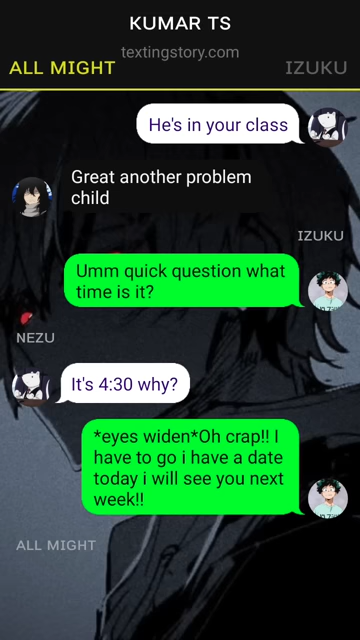 KUMAR TS
textingstory.com
ALL MIGHT
IZUKU
He's in your class
Great another problem
child
IZUKU
Umm quick question what
time is it?
NEZU
It's 4:30 why?
*eyes widen*Oh crap!! I
have to go i have a date
today i will see you next
week!!
ALL MIGHT